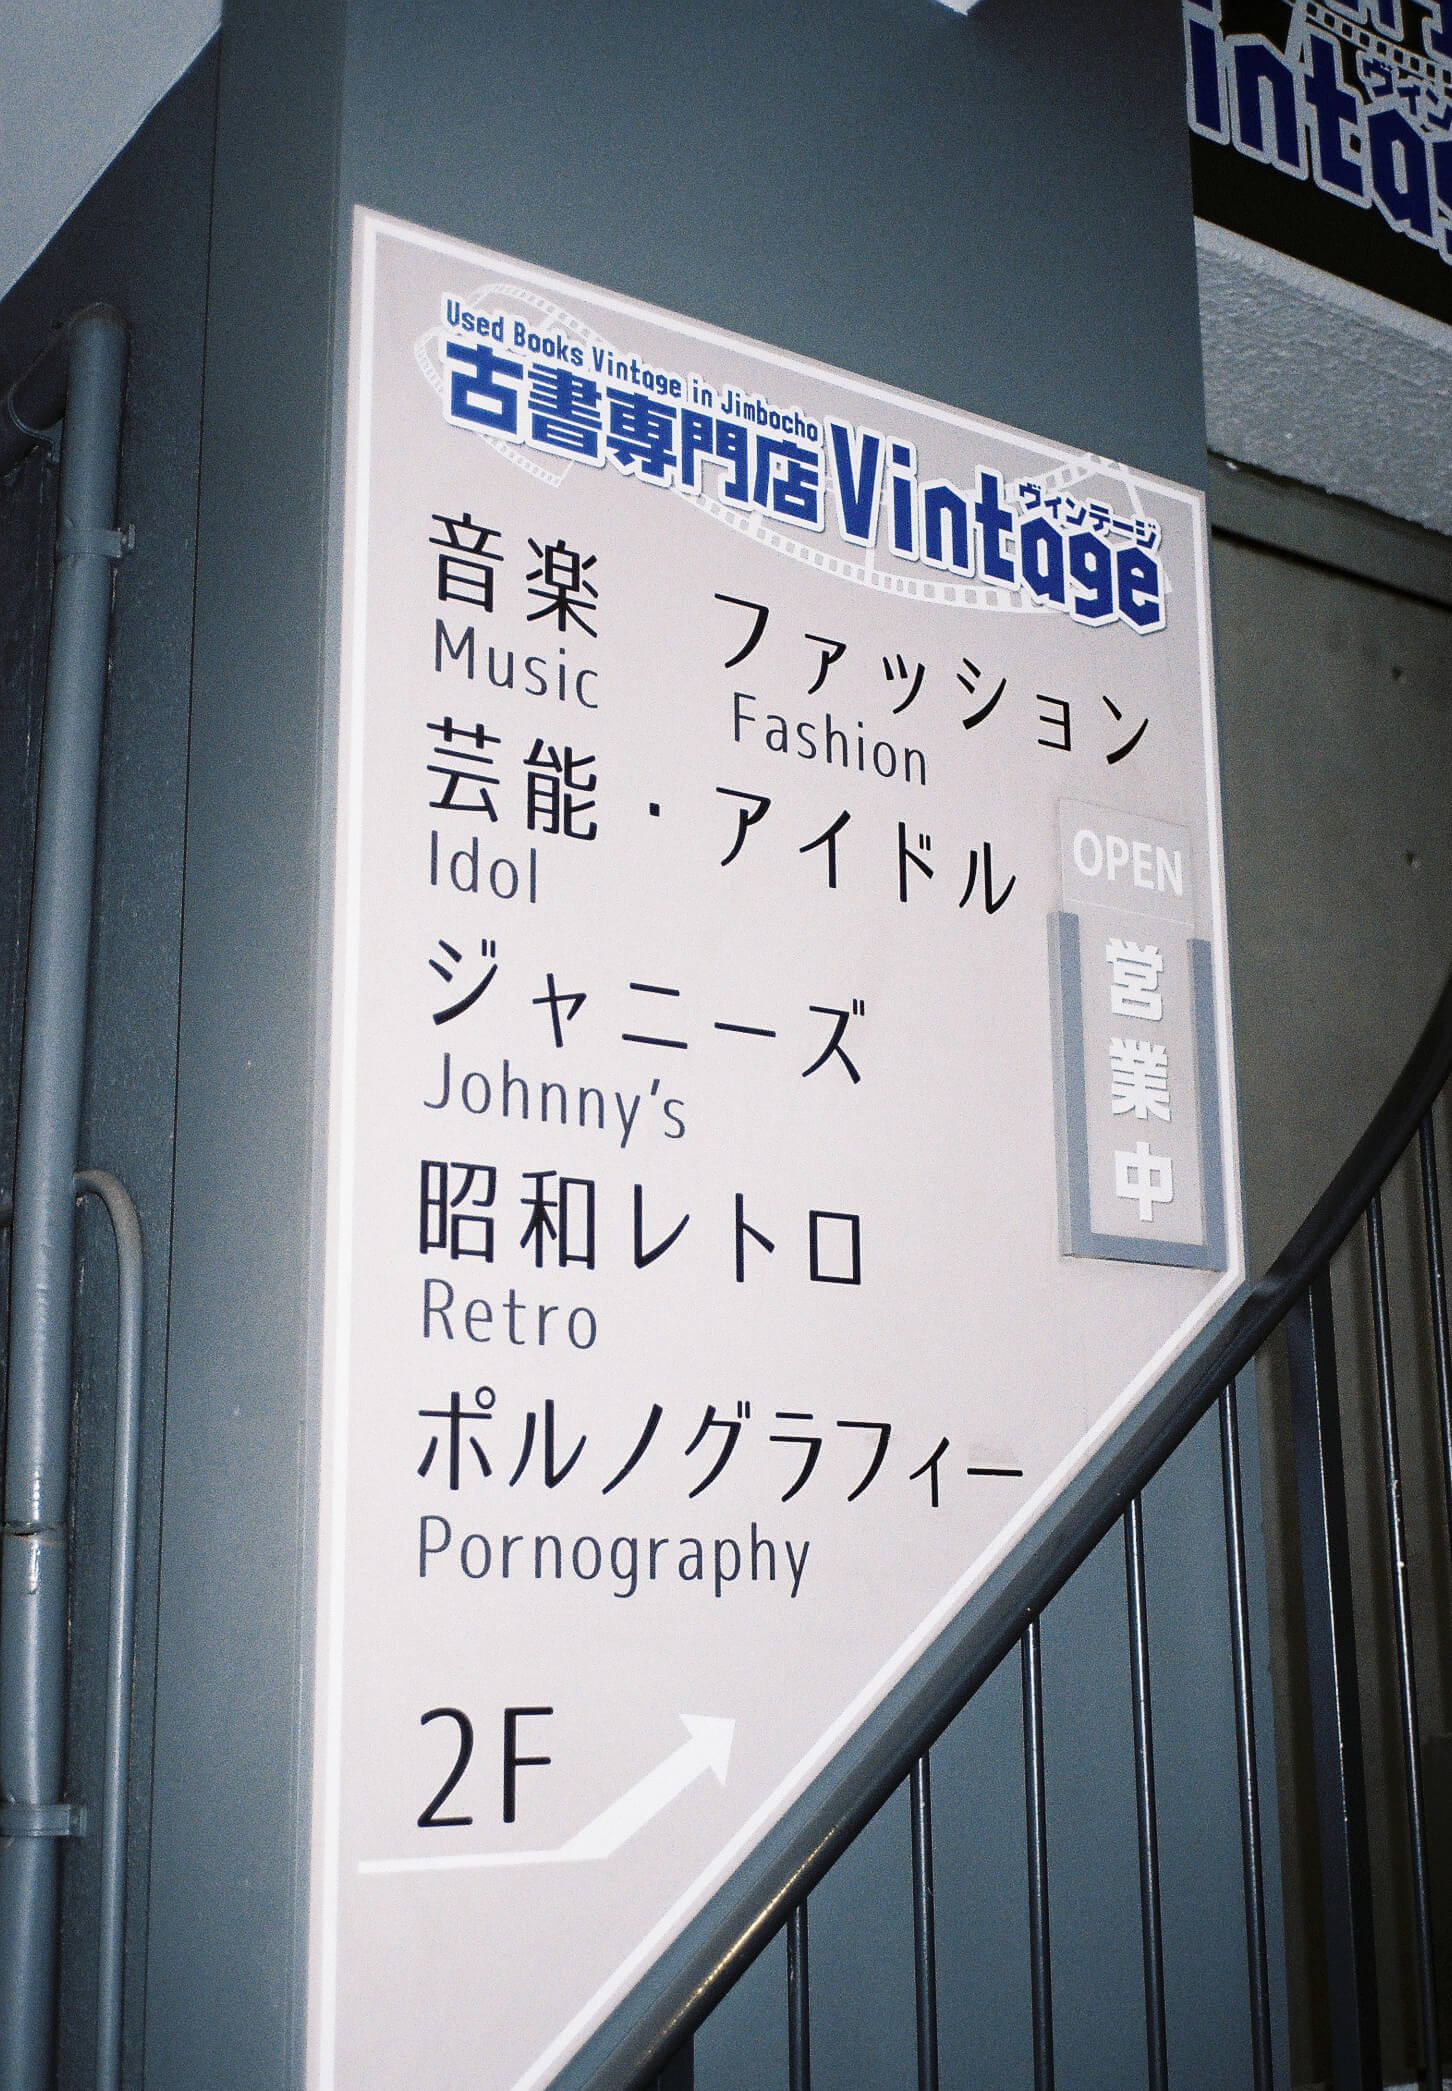 Used Books Vintage in Jimbocho
古書専門店 Vintage
ヴィンテージ
音楽 ファッション
Music Fashion
芸能・アイドル
Idol
ジャニーズ
Johnny's
昭和レトロ
Retro
ポルノグラフィー
Pornography
2F
OPEN
営業中